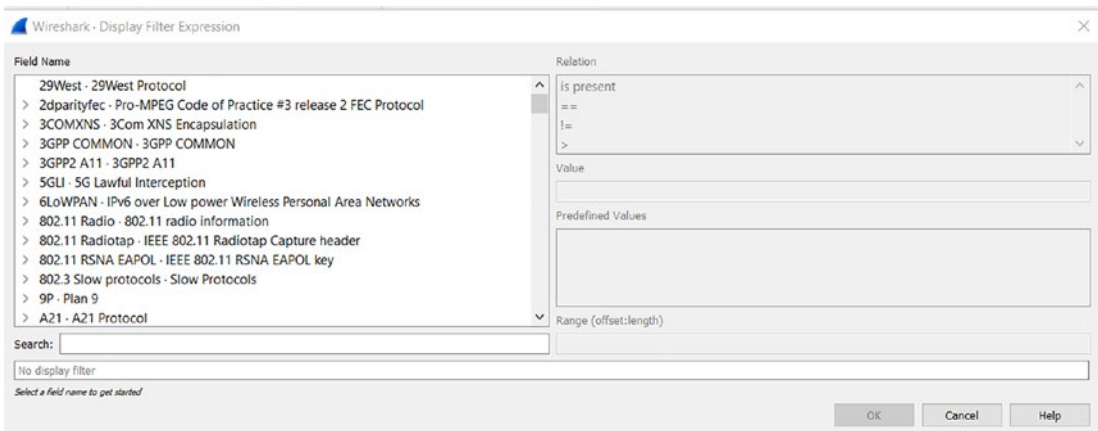 Wireshark · Display Filter Expression
Field Name
29West · 29West Protocol
2dparityfec · Pro-MPEG Code of Practice #3 release 2 FEC Protocol
3COMXNS · 3Com XNS Encapsulation
3GPP COMMON · 3GPP COMMON
3GPP2 A11 · 3GPP2 A11
5GLI · 5G Lawful Interception
6LoWPAN · IPv6 over Low power Wireless Personal Area Networks
802.11 Radio · 802.11 radio information
802.11 Radiotap · IEEE 802.11 Radiotap Capture header
802.11 RSNA EAPOL · IEEE 802.11 RSNA EAPOL key
802.3 Slow protocols · Slow Protocols
9P · Plan 9
A21 · A21 Protocol
Search:
Relation
is present
==
!=
>
Value
Predefined Values
Range (offset:length)
No display filter
Select a field name to get started
OK
Cancel
Help